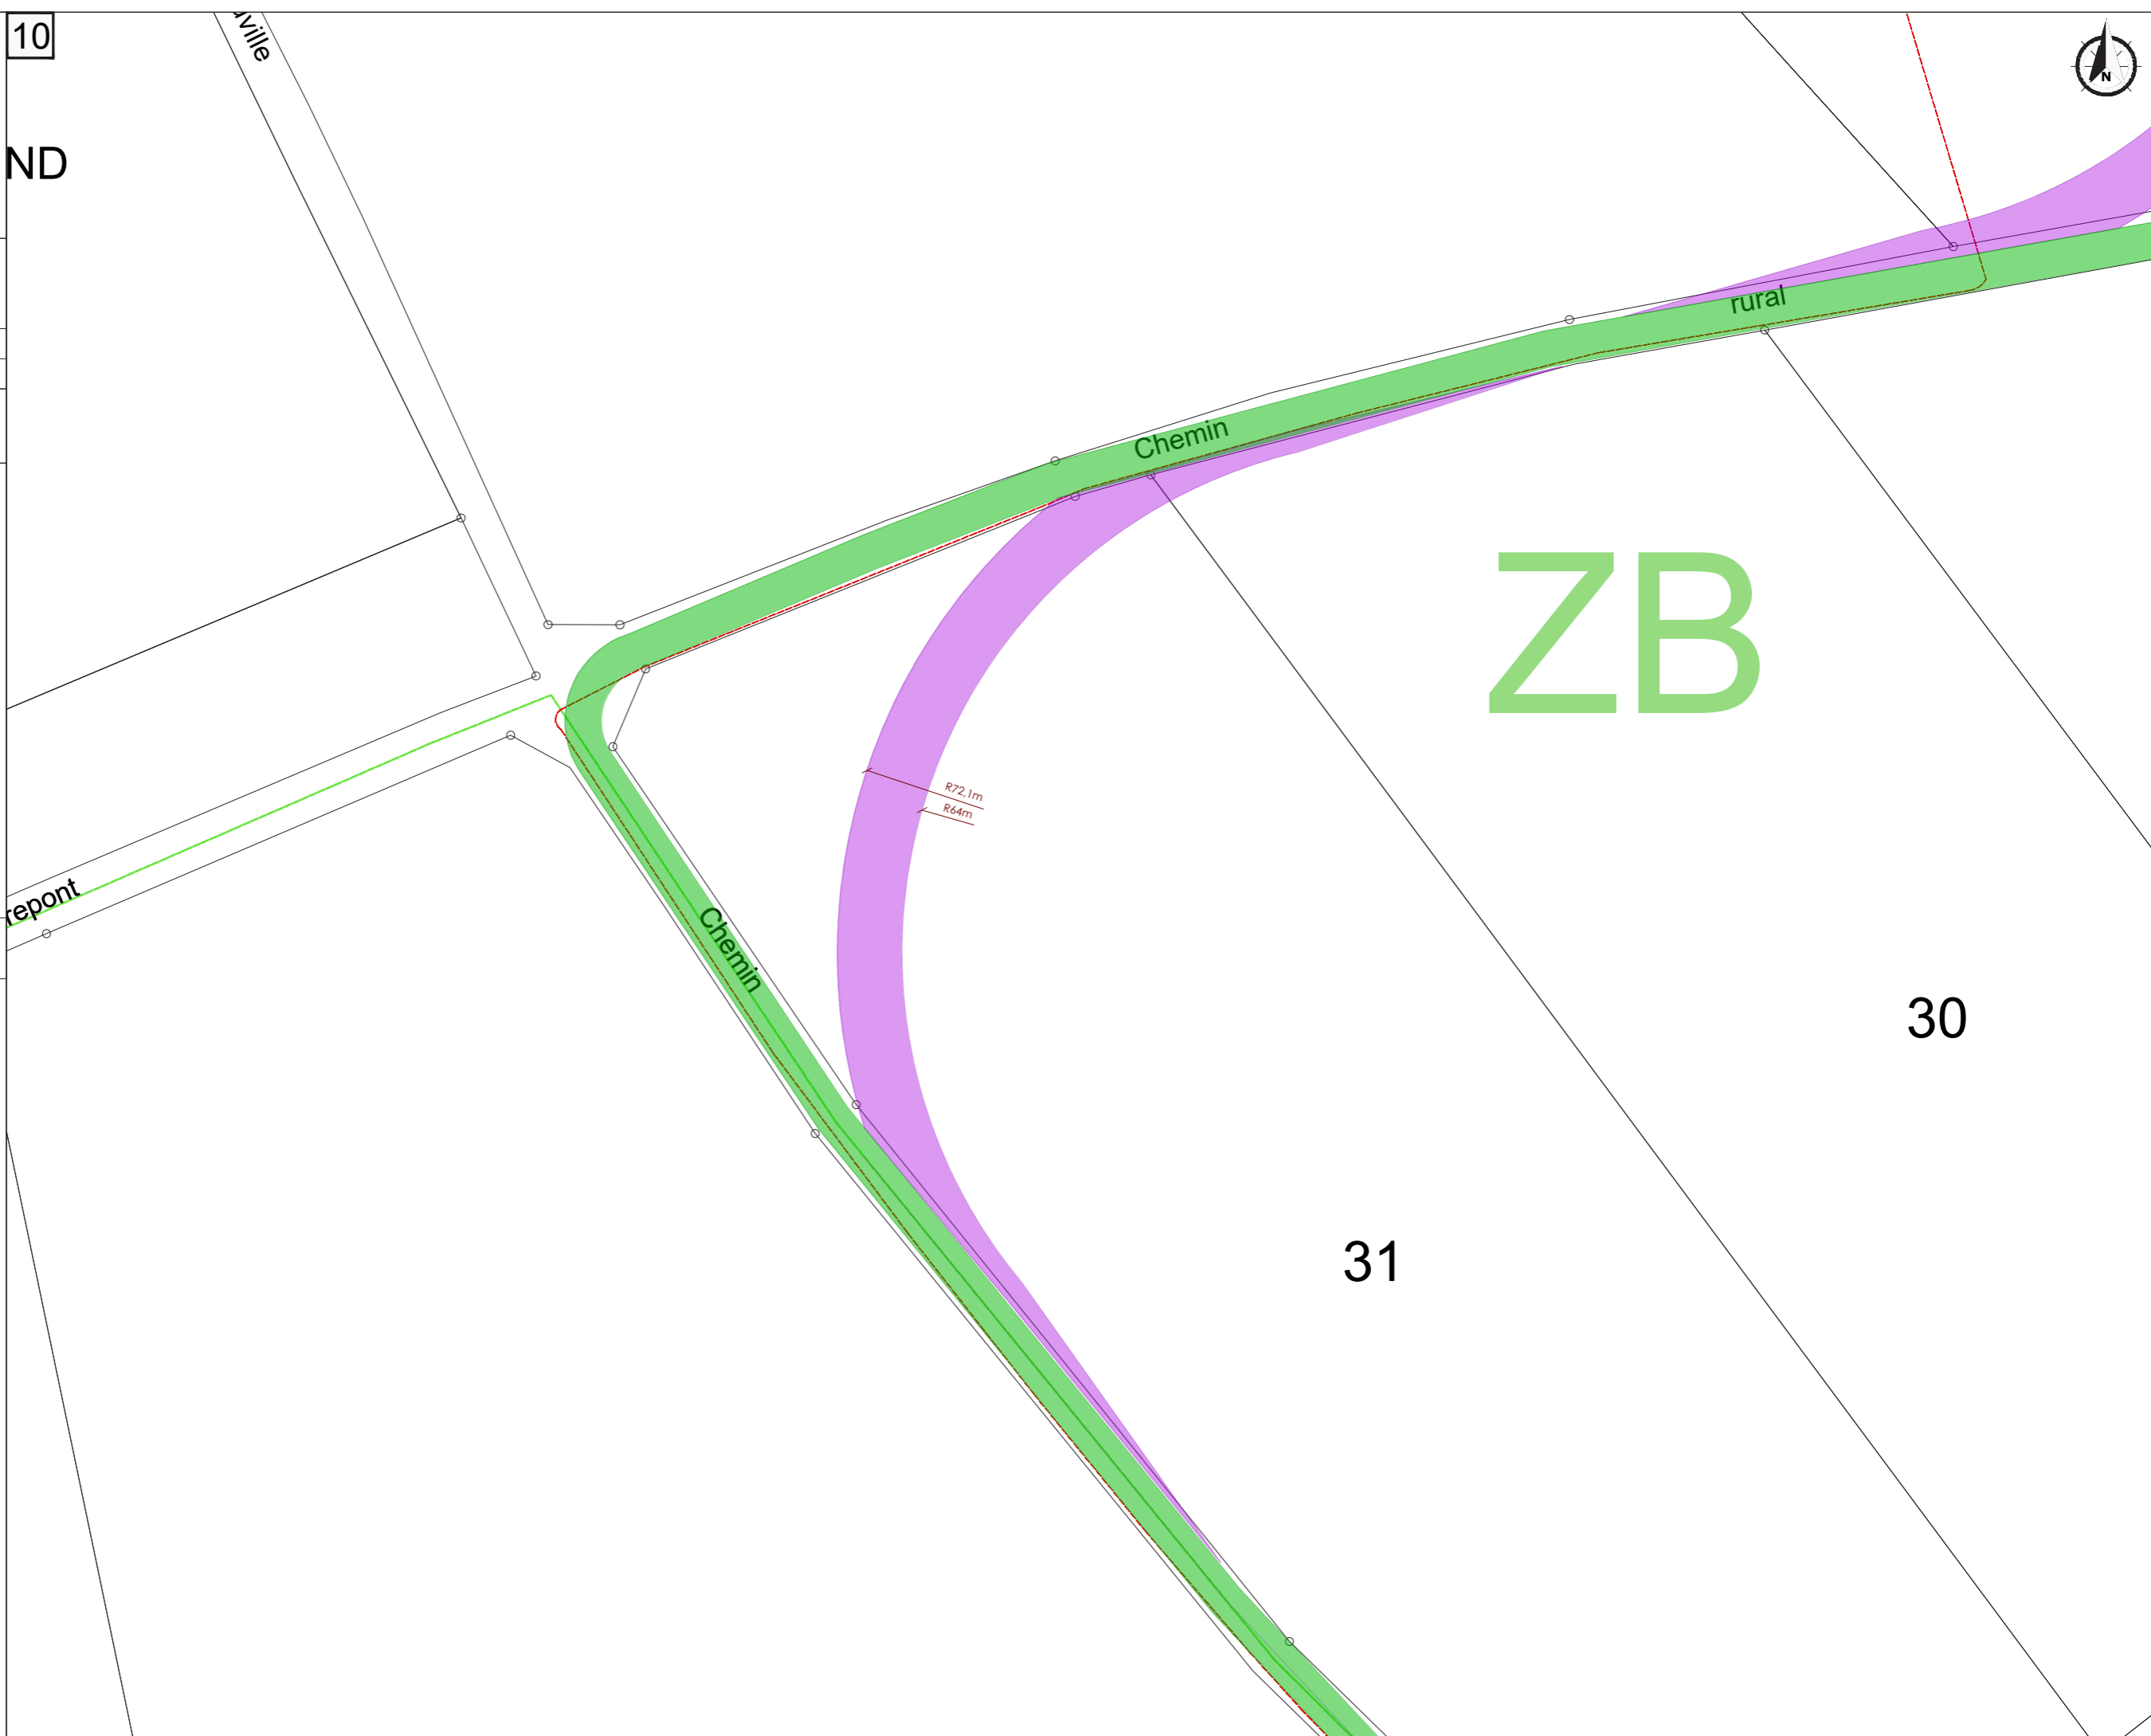 10
ville
N
ND
rural
Chemin
ZB
R72,1m
R64m
repont
Chemin
30
31